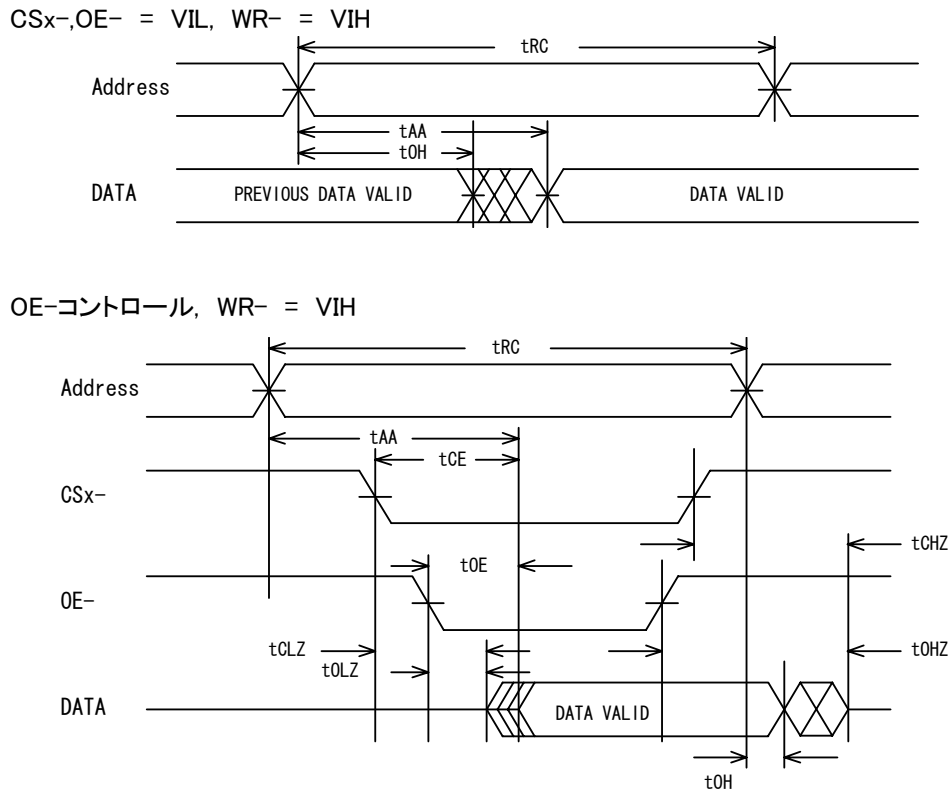 CSx-,OE- = VIL, WR- = VIH
tRC
Address
tAA
tOH
DATA
PREVIOUS DATA VALID
DATA VALID
OE-コントロール, WR- = VIH
tRC
Address
tAA
tCE
CSx-
tCHZ
tOE
OE-
tCLZ
tOHZ
tOLZ
DATA
DATA VALID
tOH